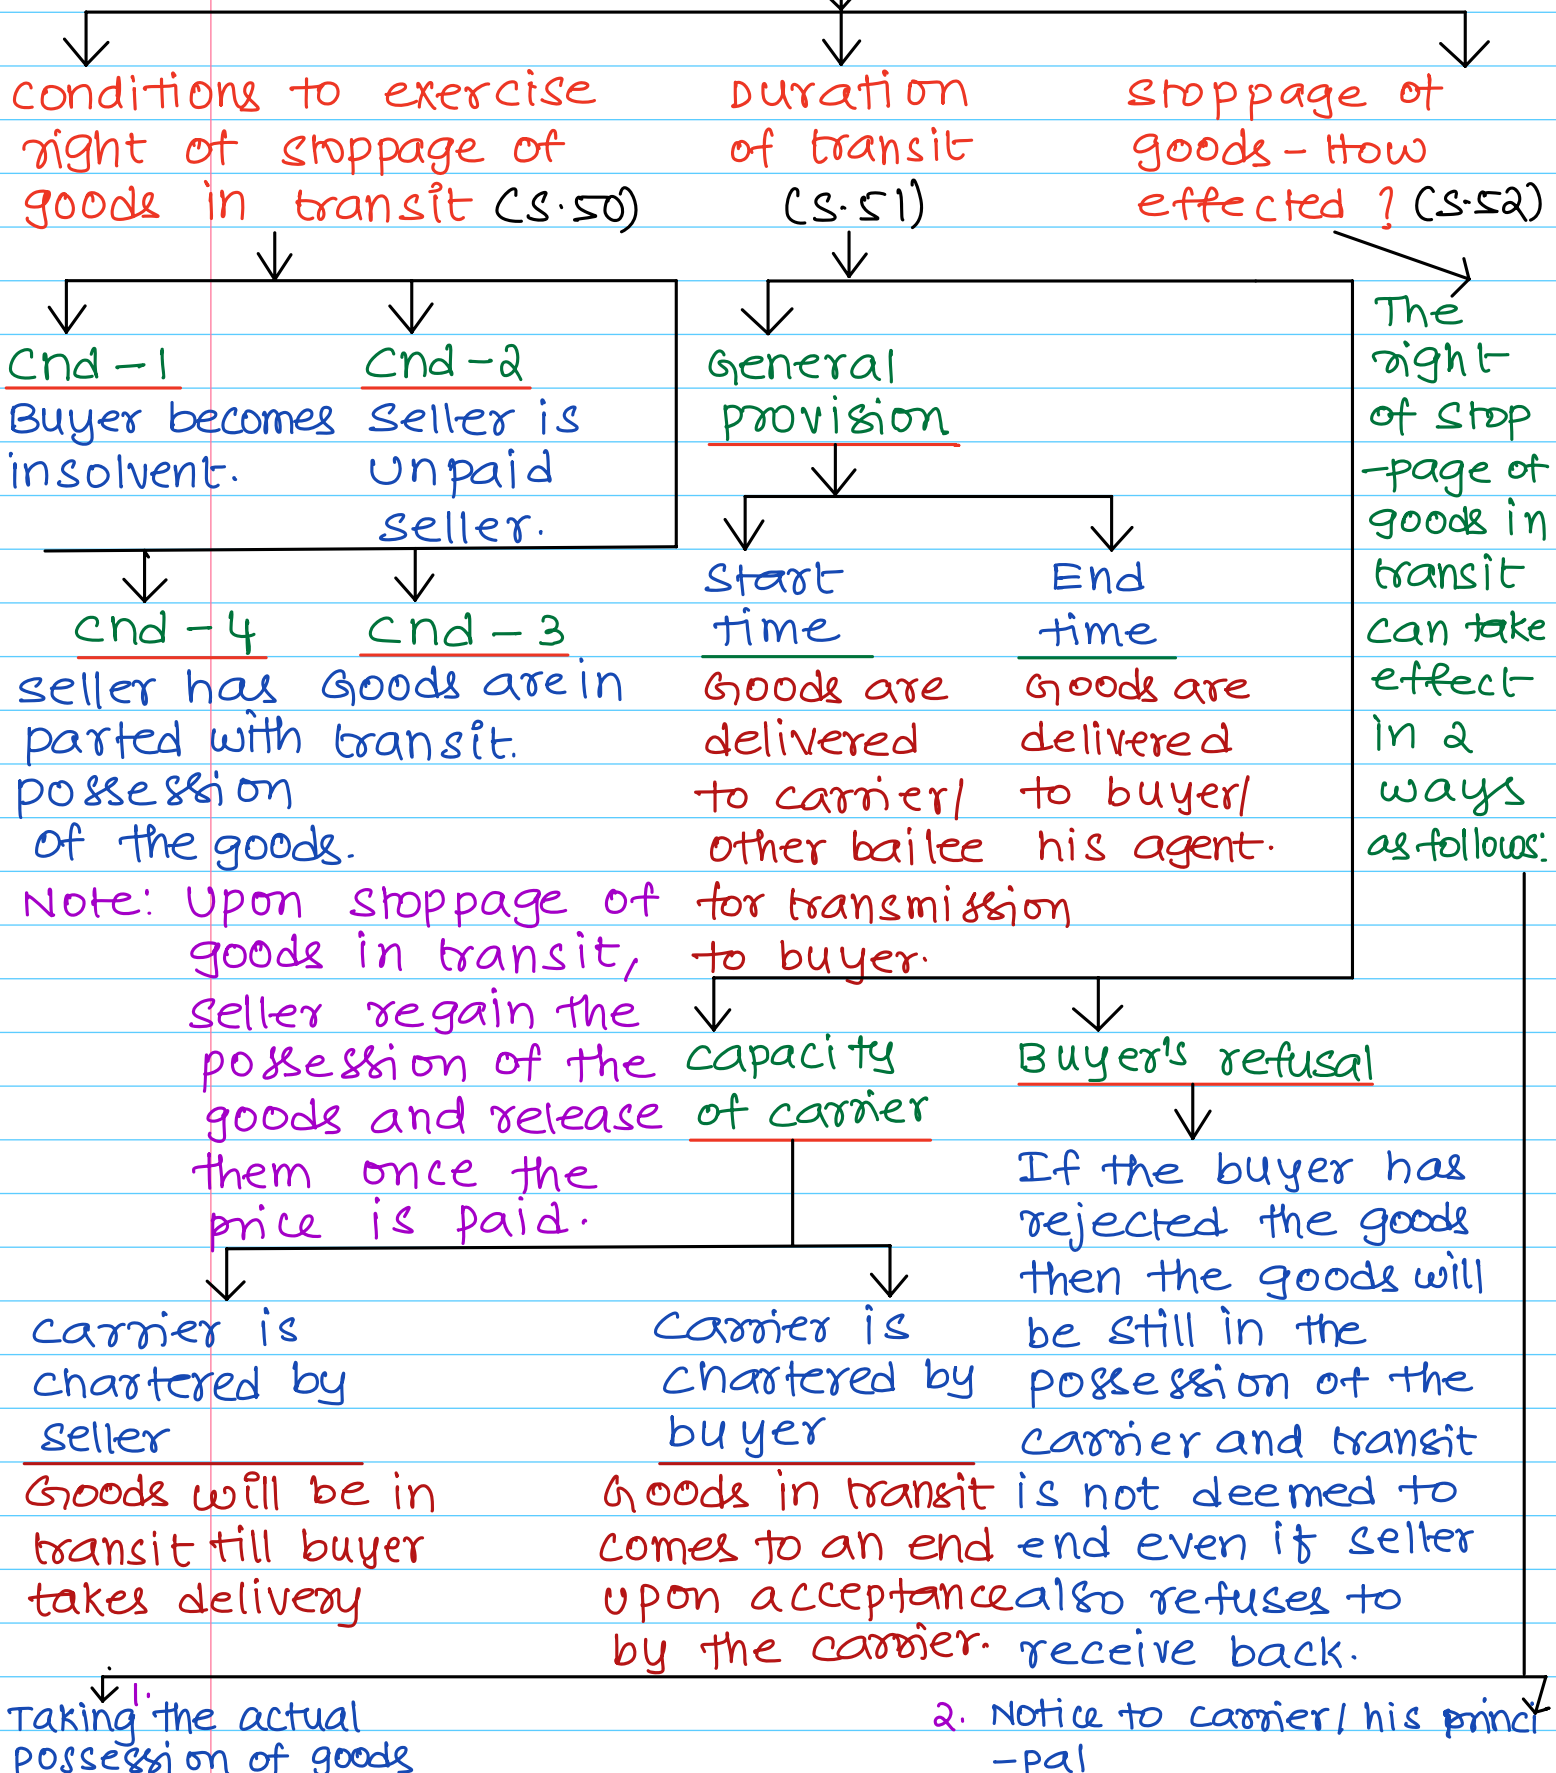 conditions to exercise
right of stoppage of
goods in transit (S.50)
Duration
of transit
(S.51)
stoppage of
goods - How
effected ? (S.52)
Cnd - 1
Buyer becomes
insolvent.
Cnd - 2
Seller is
unpaid
seller.
cnd - 4
seller has
parted with
possession
of the goods.
cnd - 3
Goods are in
transit.
Note: Upon stoppage of
goods in transit,
seller regain the
possession of the
goods and release
them once the
price is paid.
General
provision
Start
time
Goods are
delivered
to carrier/
other bailee
for transmission
to buyer.
End
time
Goods are
delivered
to buyer/
his agent.
capacity
of carrier
Carrier is
chartered by
seller
Goods will be in
transit till buyer
takes delivery
Carrier is
chartered by
buyer
Goods in transit
comes to an end
upon acceptance
by the carrier.
Buyer's refusal
If the buyer has
rejected the goods
then the goods will
be still in the
possession of the
carrier and transit
is not deemed to
end even if seller
also refuses to
receive back.
The
right
of stop
-page of
goods in
transit
can take
effect
in 2
ways
as follows:
1.
Taking the actual
possession of goods
2. Notice to carrier/ his princi
-pal